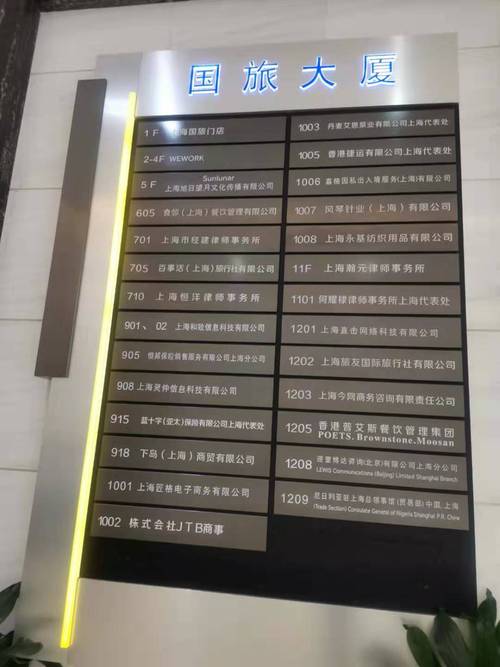 国旅大厦
1F 上海国旅门店
2-4F WEWORK
5F Sunlunar
上海旭日望月文化传播有限公司
605 食惊（上海）餐饮管理有限公司
701 上海市经建律师事务所
705 百事洁（上海）旅行社有限公司
710 上海恒洋律师事务所
901、02 上海和致信息科技有限公司
905 恒越保险销售服务有限公司上海分公司
908 上海灵仲信息科技有限公司
915 蓝十字(亚太)保险有限公司上海代表处
918 下岛（上海）商贸有限公司
1001 上海匠格电子商务有限公司
1002 株式会社JTB商事
1003 丹麦艾恩泵业有限公司上海代表处
1005 香港捷运有限公司上海代表处
1006 嘉格国私出入境服务(上海)有限公司
1007 风琴针业（上海）有限公司
1008 上海永基纺织用品有限公司
11F 上海瀚元律师事务所
1101 何耀棣律师事务所上海代表处
1201 上海直击网络科技有限公司
1202 上海旅友国际旅行社有限公司
1203 上海今网商务咨询有限责任公司
1205 香港普艾斯餐饮管理集团
POETS. Brownstone. Moosan
1208 遴董博达咨询(北京)有限公司上海分公司
LEWIS Communications (Beijing) Limited Shanghai Branch
1209 尼日利亚驻上海总领事馆(贸易部)中国.上海
(Trade Section) Consulate General of Nigeria Shanghai P.R. China